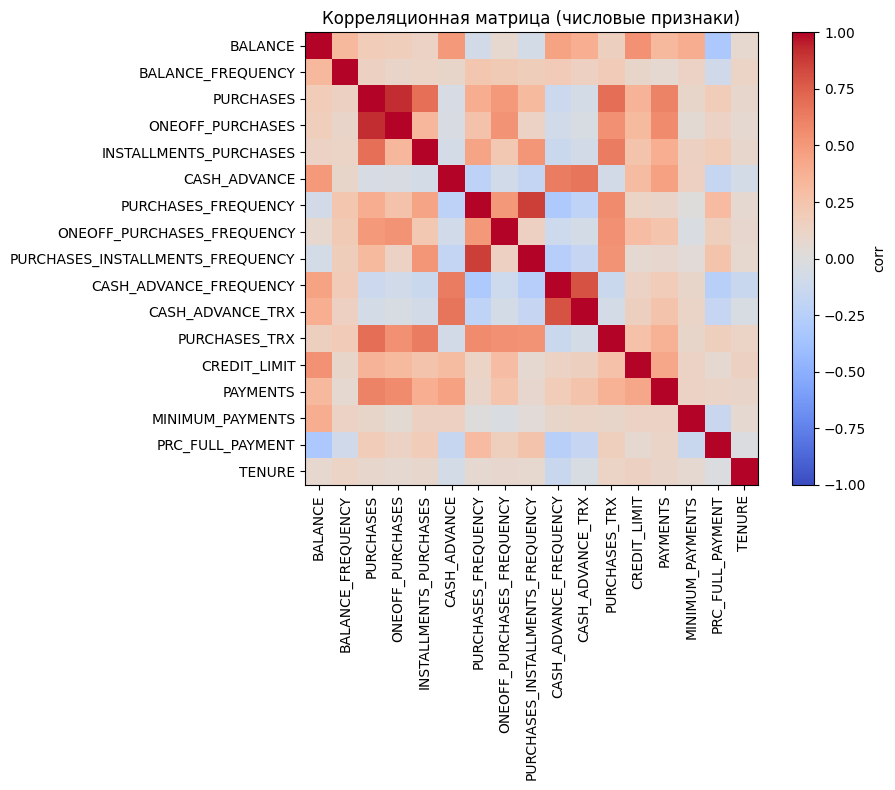 Корреляционная матрица (числовые признаки)
BALANCE
BALANCE_FREQUENCY
PURCHASES
ONEOFF_PURCHASES
INSTALLMENTS_PURCHASES
CASH_ADVANCE
PURCHASES_FREQUENCY
ONEOFF_PURCHASES_FREQUENCY
PURCHASES_INSTALLMENTS_FREQUENCY
CASH_ADVANCE_FREQUENCY
CASH_ADVANCE_TRX
PURCHASES_TRX
CREDIT_LIMIT
PAYMENTS
MINIMUM_PAYMENTS
PRC_FULL_PAYMENT
TENURE
BALANCE
BALANCE_FREQUENCY
PURCHASES
ONEOFF_PURCHASES
INSTALLMENTS_PURCHASES
CASH_ADVANCE
PURCHASES_FREQUENCY
ONEOFF_PURCHASES_FREQUENCY
PURCHASES_INSTALLMENTS_FREQUENCY
CASH_ADVANCE_FREQUENCY
CASH_ADVANCE_TRX
PURCHASES_TRX
CREDIT_LIMIT
PAYMENTS
MINIMUM_PAYMENTS
PRC_FULL_PAYMENT
TENURE
1.00
0.75
0.50
0.25
0.00
−0.25
−0.50
−0.75
−1.00
corr